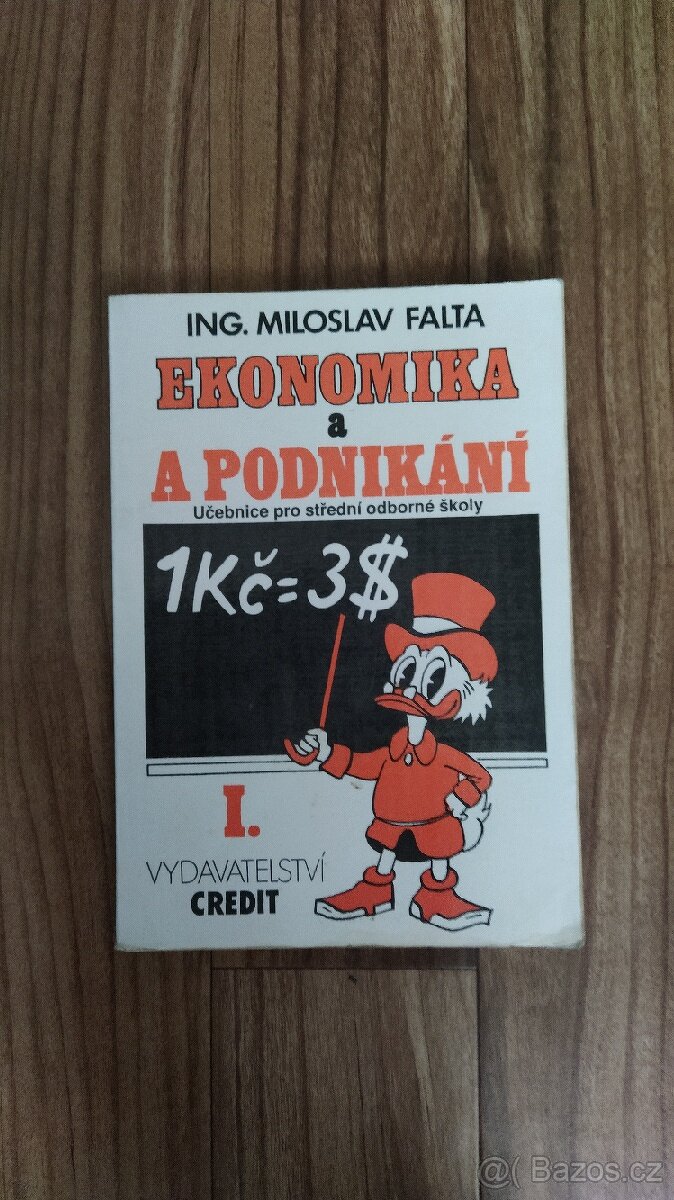 ING. MILOSLAV FALTA
EKONOMIKA
a
A PODNIKÁNÍ
Učebnice pro střední odborné školy
1Kč=3$
I.
VYDAVATELSTVÍ
CREDIT
@( Bazos.cz